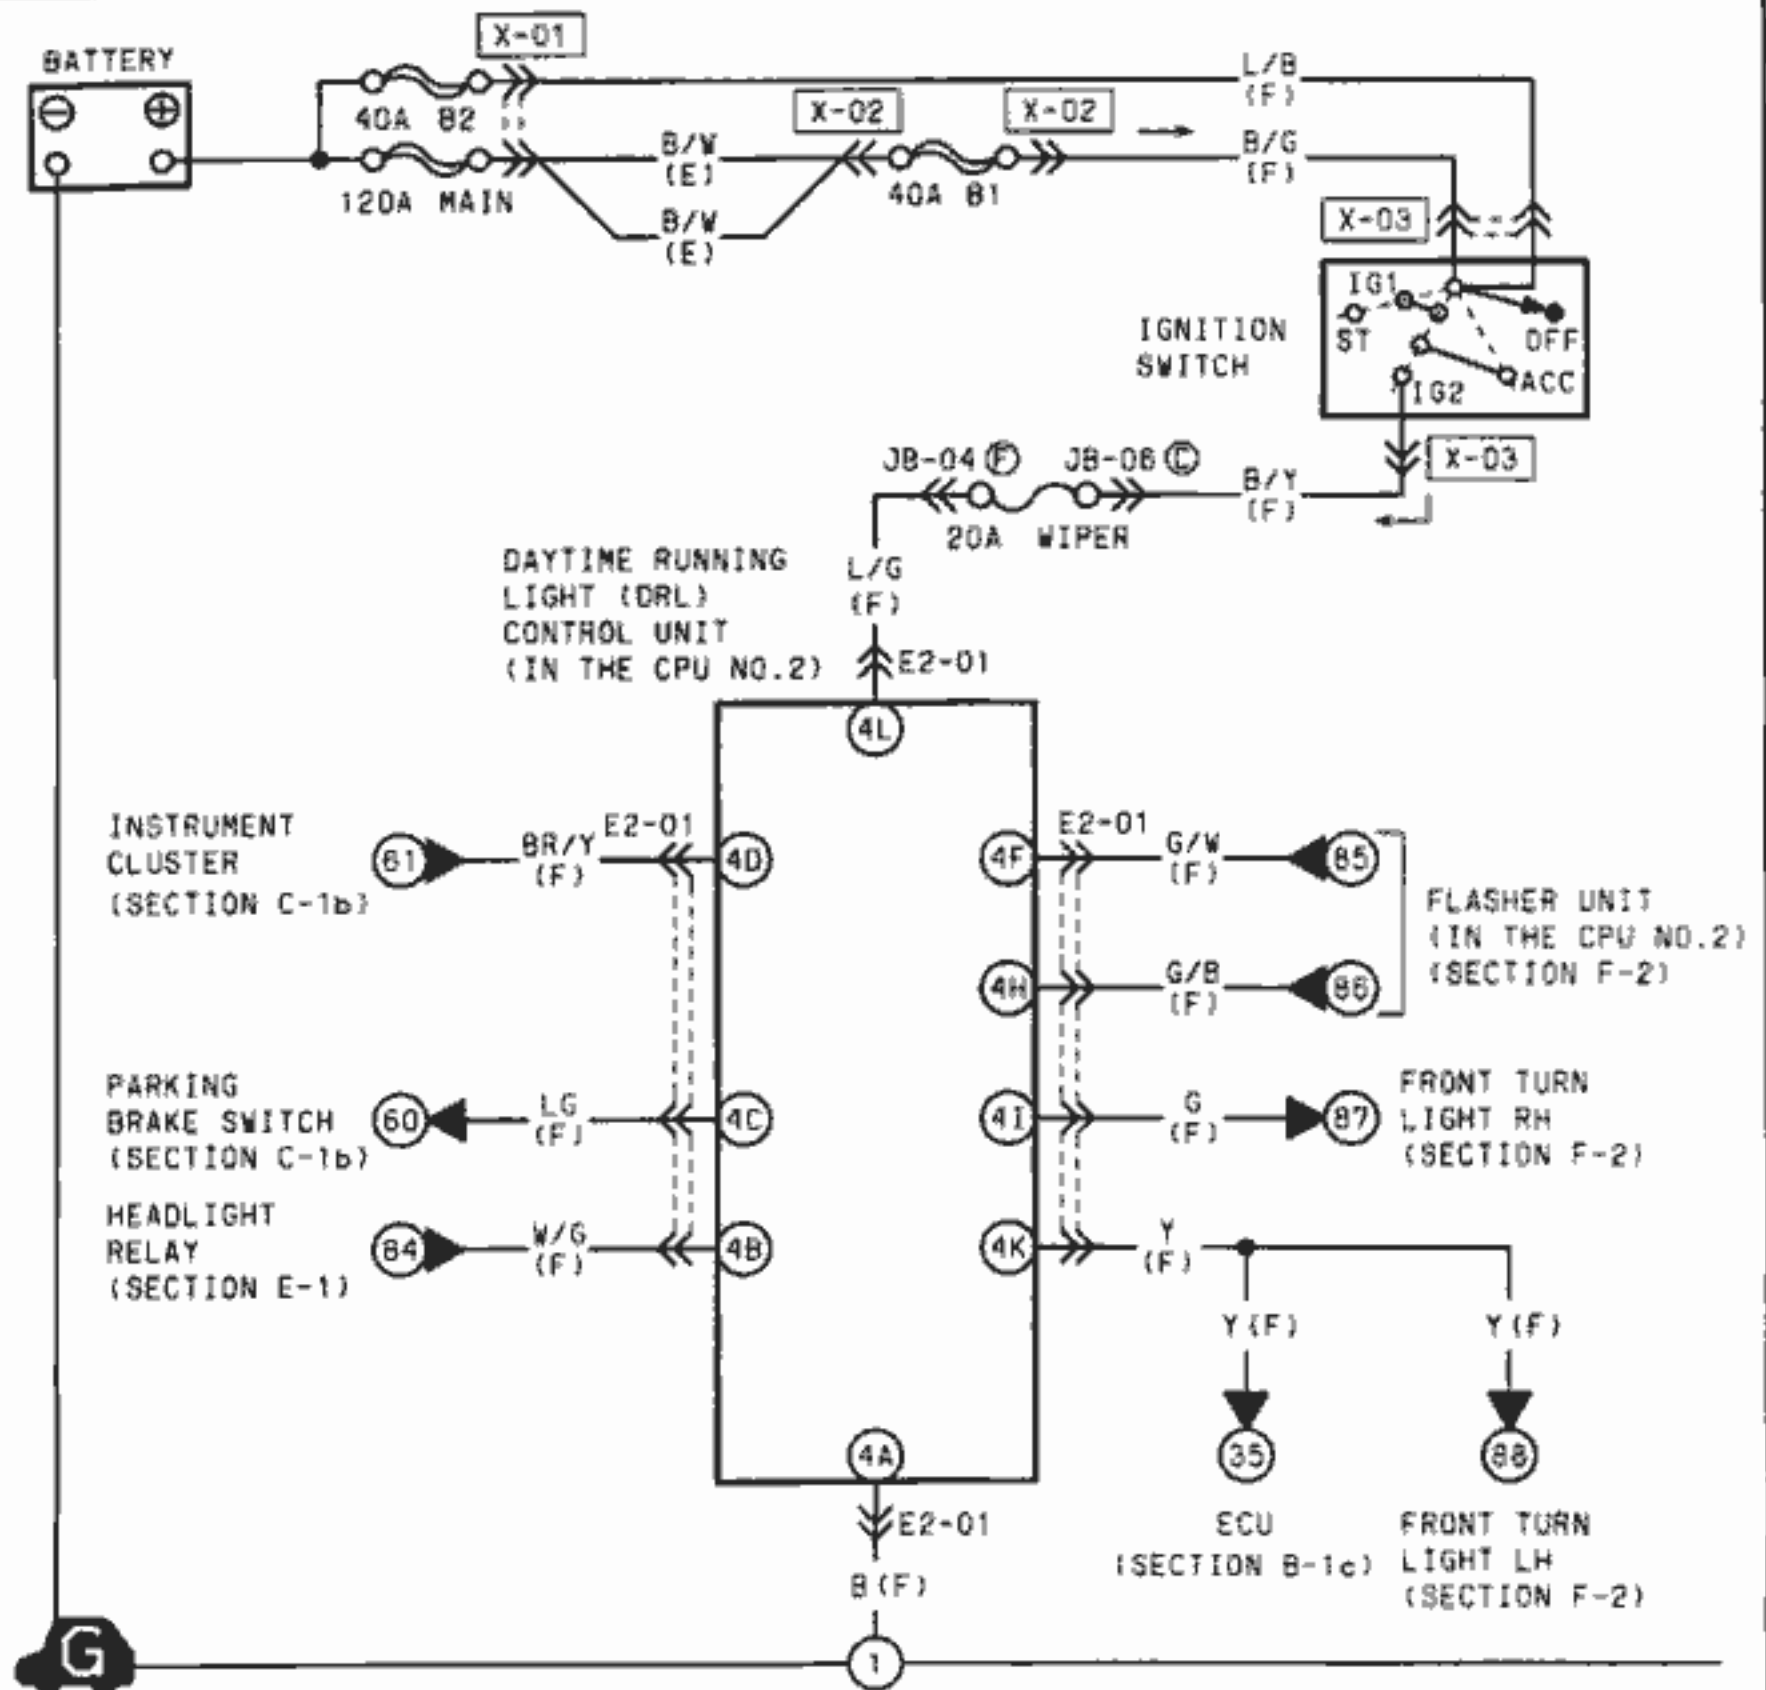 X-01
BATTERY
L/B
(F)
40A B2
X-02
X-02
B/W
(E)
B/G
(F)
120A MAIN
40A B1
B/W
(E)
X-03
IG1
ST
OFF
IGNITION
SWITCH
IG2
ACC
X-03
JB-04 F
JB-06 C
B/Y
(F)
20A WIPER
DAYTIME RUNNING
LIGHT (DRL)
CONTROL UNIT
(IN THE CPU NO.2)
L/G
(F)
E2-01
4L
INSTRUMENT
CLUSTER
(SECTION C-1b)
61
BR/Y
(F)
E2-01
4D
4F
E2-01
G/W
(F)
85
FLASHER UNIT
(IN THE CPU NO.2)
(SECTION F-2)
4H
G/B
(F)
86
PARKING
BRAKE SWITCH
(SECTION C-1b)
60
LG
(F)
4C
4I
G
(F)
87
FRONT TURN
LIGHT RH
(SECTION F-2)
HEADLIGHT
RELAY
(SECTION E-1)
W/G
(F)
4B
4K
Y
(F)
Y(F)
Y(F)
4A
35
88
E2-01
ECU
(SECTION B-1c)
FRONT TURN
LIGHT LH
(SECTION F-2)
B(F)
G
1